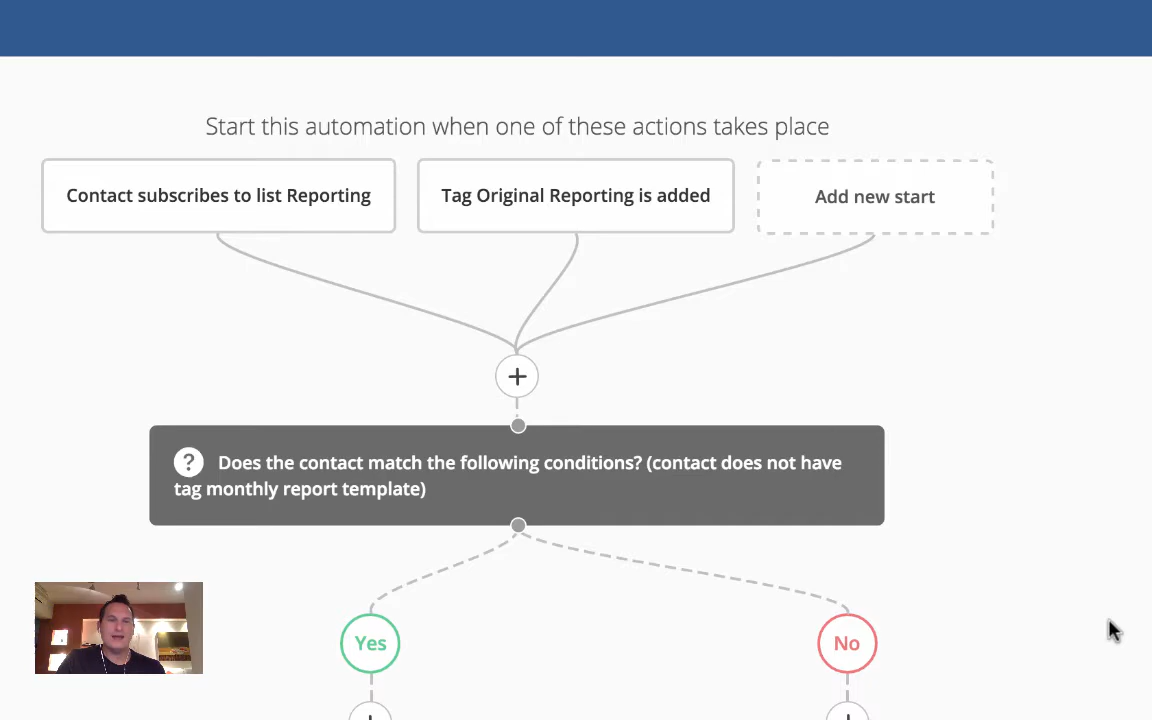 Start this automation when one of these actions takes place
Contact subscribes to list Reporting
Tag Original Reporting is added
Add new start
Does the contact match the following conditions? (contact does not have
tag monthly report template)
Yes
No